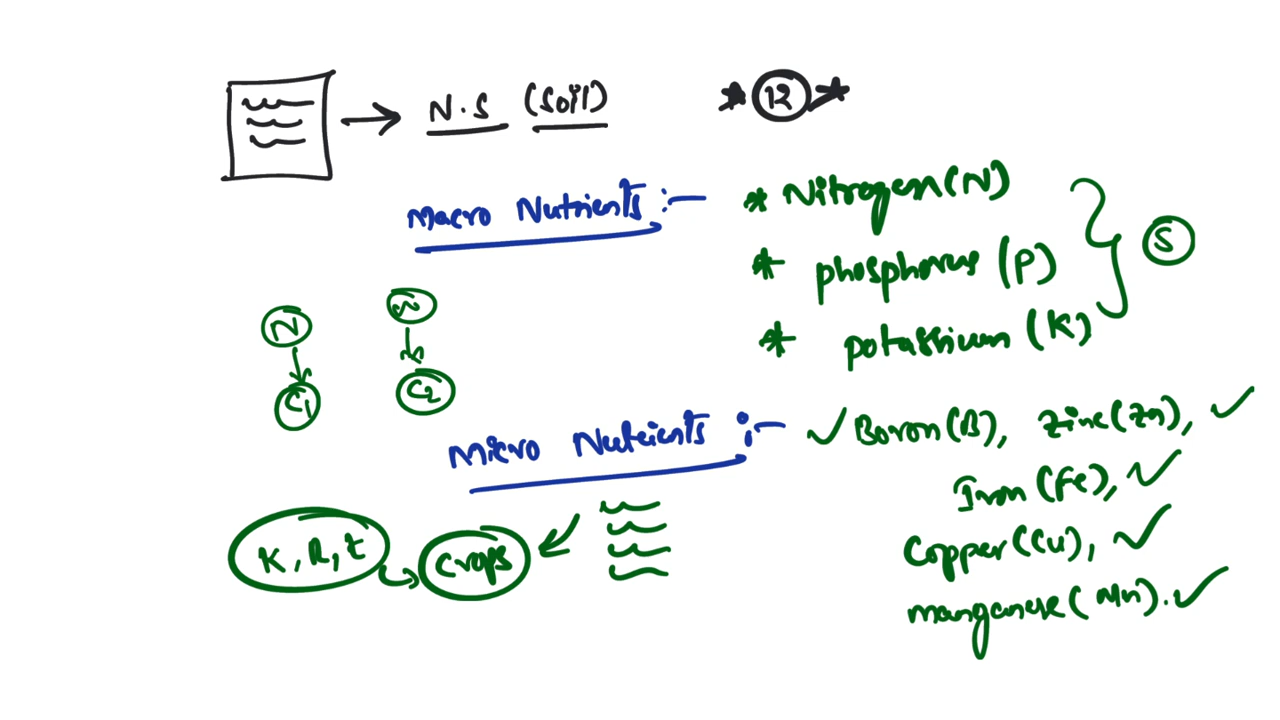 N.S (Soil) * 12 *
Macro Nutrients :- * Nitrogen(N)
* phosphorus (P) S
* potassium (K)
N
C1 C2
Micro Nutrients :- ✓ Boron(B), Zinc(Zn), ✓
Iron (Fe), ✓
Copper(Cu), ✓
K, R, t Crops
manganese(Mn). ✓